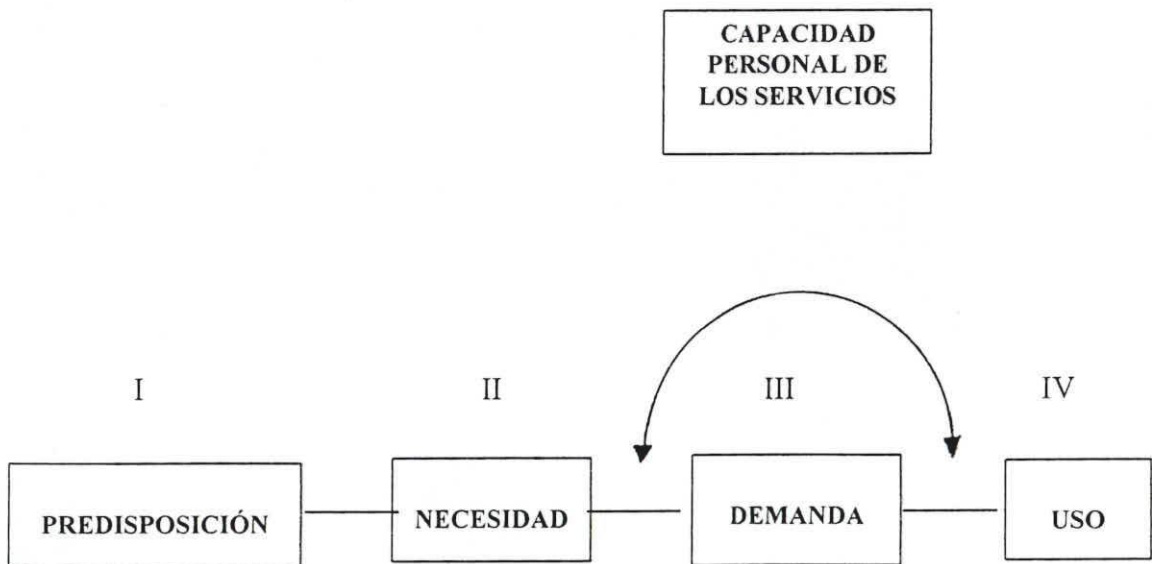 CAPACIDAD
PERSONAL DE
LOS SERVICIOS
I II III IV
PREDISPOSICIÓN NECESIDAD DEMANDA USO